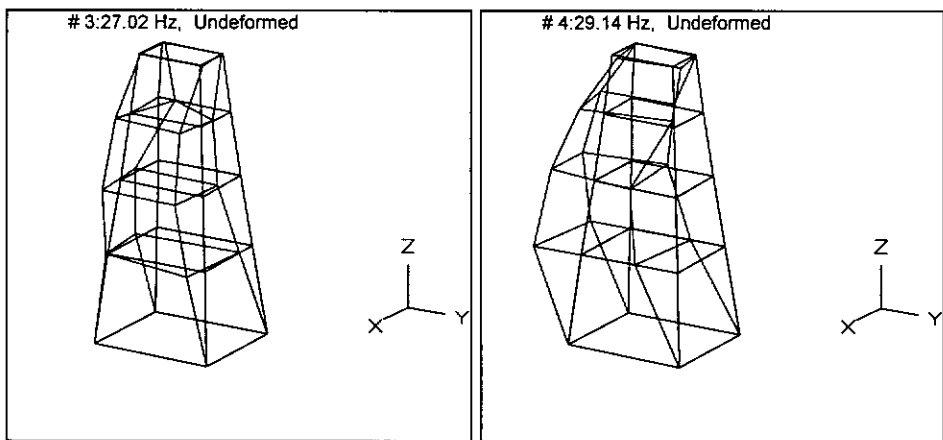 # 3:27.02 Hz, Undeformed
Z
X
Y
# 4:29.14 Hz, Undeformed
Z
X
Y